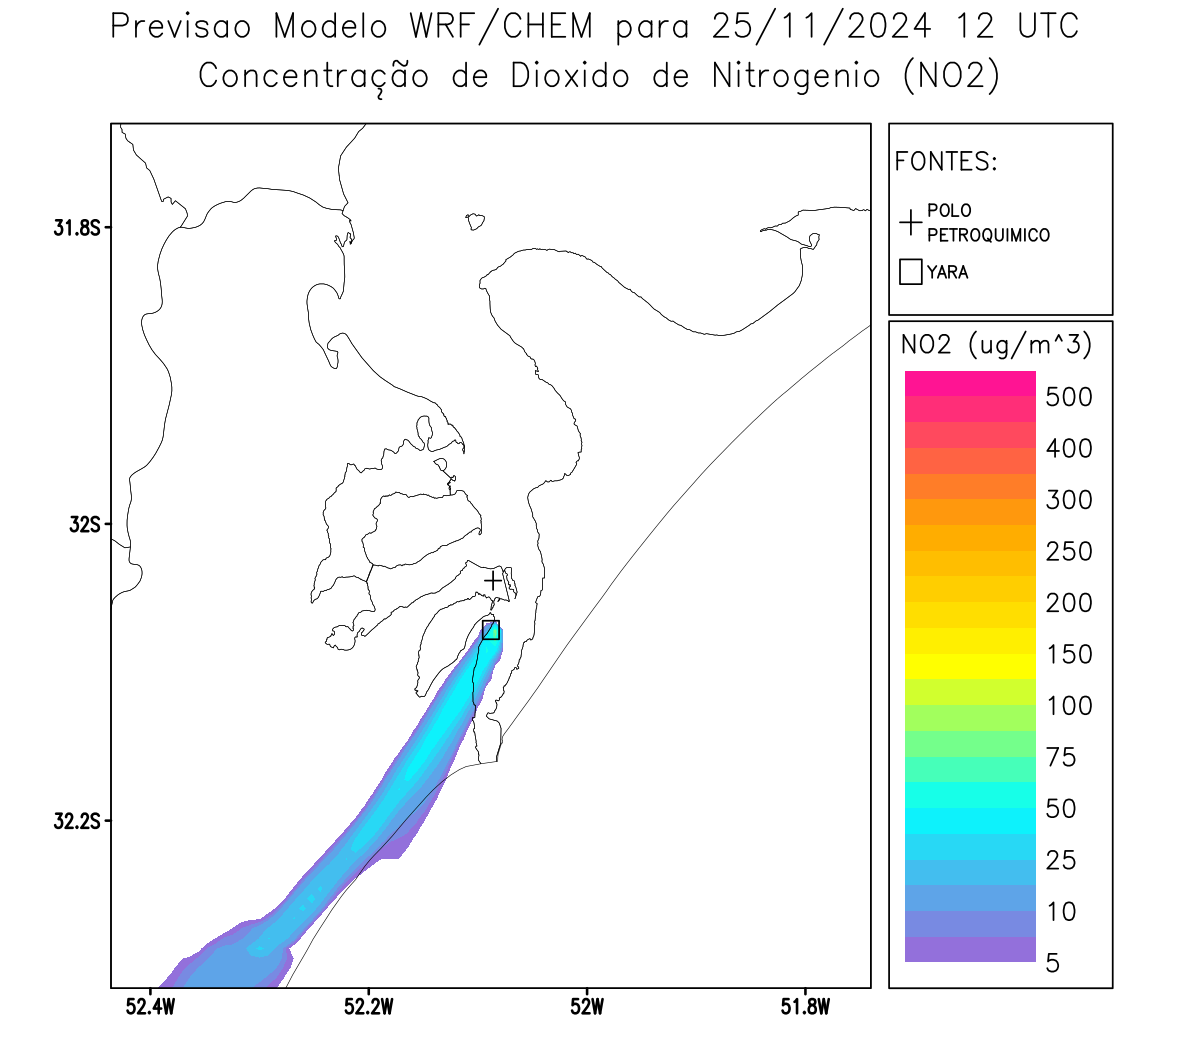 Previsao Modelo WRF/CHEM para 25/11/2024 12 UTC
Concentração de Dioxido de Nitrogenio (NO2)
FONTES:
POLO
PETROQUIMICO
YARA
NO2 (ug/m^3)
500
400
300
250
200
150
100
75
50
25
10
5
31.8S
32S
32.2S
52.4W
52.2W
52W
51.8W